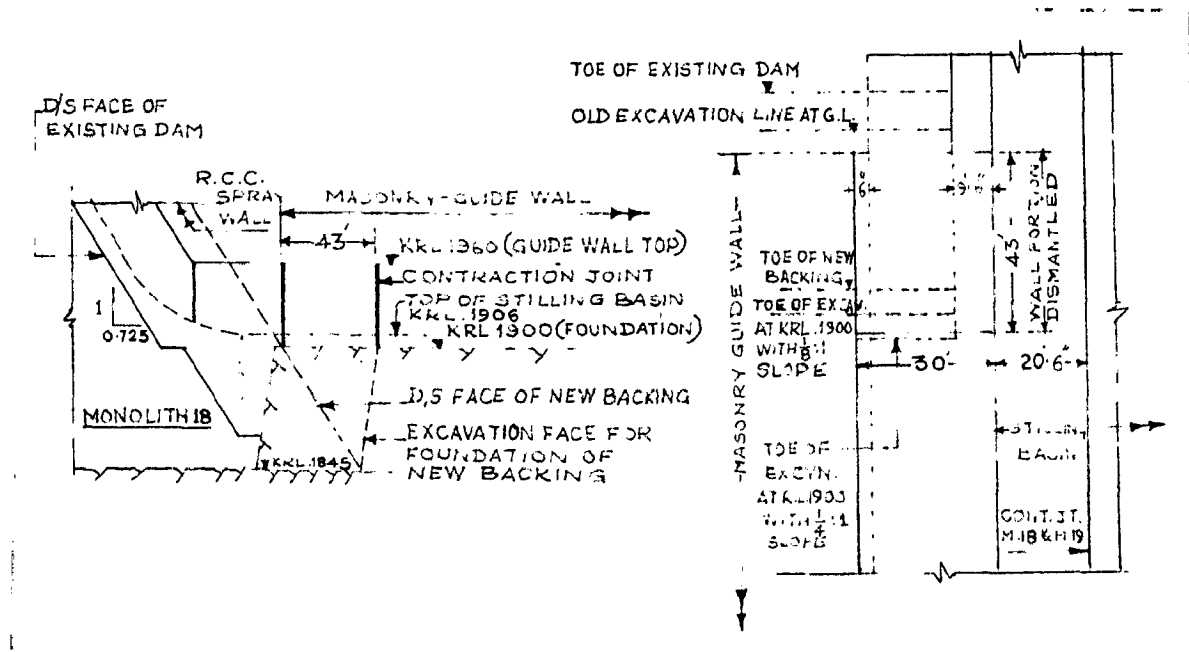 D/S FACE OF
EXISTING DAM
R.C.C.
SPRAY
WALL
MASONRY-GUIDE WALL
43'
KRL.1960 (GUIDE WALL TOP)
CONTRACTION JOINT
TOP OF STILLING BASIN
KRL.1906
KRL 1900 (FOUNDATION)
1
0.725
MONOLITH 18
D,S FACE OF NEW BACKING
EXCAVATION FACE FOR
FOUNDATION OF
NEW BACKING
KRL.1845
TOE OF EXISTING DAM
OLD EXCAVATION LINE AT G.L.
6"
MASONRY GUIDE WALL
43'
WALL PORTION
DISMANTLED
TOE OF NEW
BACKING
TOE OF EXCAV.
AT KRL.1900
WITH 1/8:1
SLOPE
30'
20'6"
TOE OF
EXCVN.
AT K.L.1900
WITH 1/4:1
SLOPE
STILLING
BASIN
CONT. JT.
M.18 & M 19